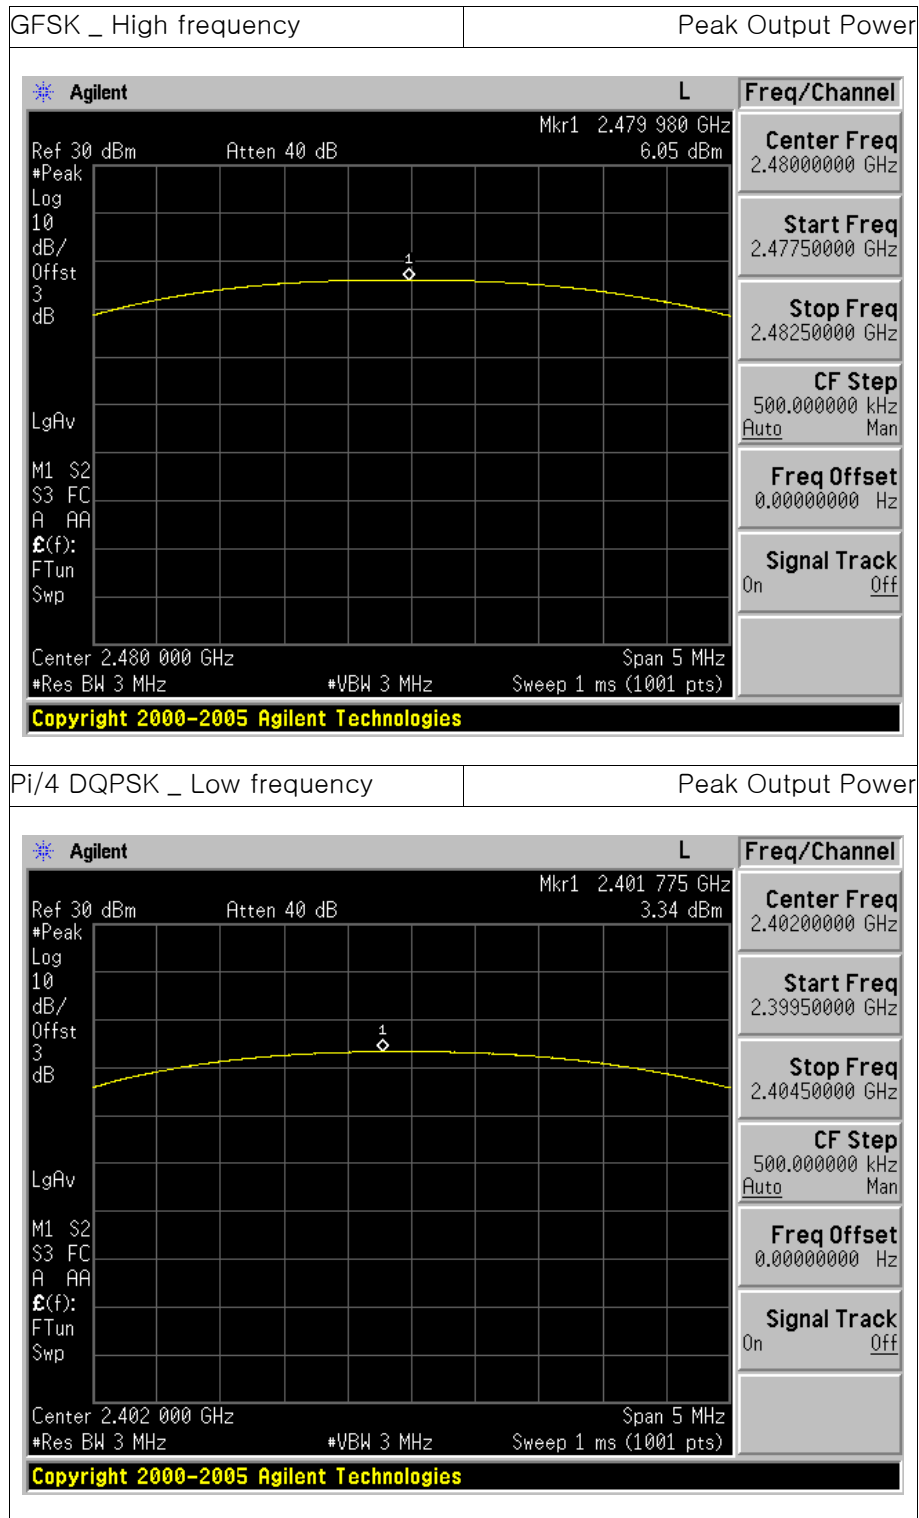 GFSK _ High frequency Peak Output Power
Agilent L Freq/Channel
Mkr1 2.479 980 GHz
Ref 30 dBm Atten 40 dB 6.05 dBm
#Peak
Log
10
dB/
Offst
3
dB
1
LgAv
M1 S2
S3 FC
A AA
£(f):
FTun
Swp
Center 2.480 000 GHz Span 5 MHz
#Res BW 3 MHz #VBW 3 MHz Sweep 1 ms (1001 pts)
Copyright 2000-2005 Agilent Technologies
Center Freq
2.48000000 GHz
Start Freq
2.47750000 GHz
Stop Freq
2.48250000 GHz
CF Step
500.000000 kHz
Auto Man
Freq Offset
0.00000000 Hz
Signal Track
On Off
Pi/4 DQPSK _ Low frequency Peak Output Power
Agilent L Freq/Channel
Mkr1 2.401 775 GHz
Ref 30 dBm Atten 40 dB 3.34 dBm
#Peak
Log
10
dB/
Offst
3
dB
1
LgAv
M1 S2
S3 FC
A AA
£(f):
FTun
Swp
Center 2.402 000 GHz Span 5 MHz
#Res BW 3 MHz #VBW 3 MHz Sweep 1 ms (1001 pts)
Copyright 2000-2005 Agilent Technologies
Center Freq
2.40200000 GHz
Start Freq
2.39950000 GHz
Stop Freq
2.40450000 GHz
CF Step
500.000000 kHz
Auto Man
Freq Offset
0.00000000 Hz
Signal Track
On Off